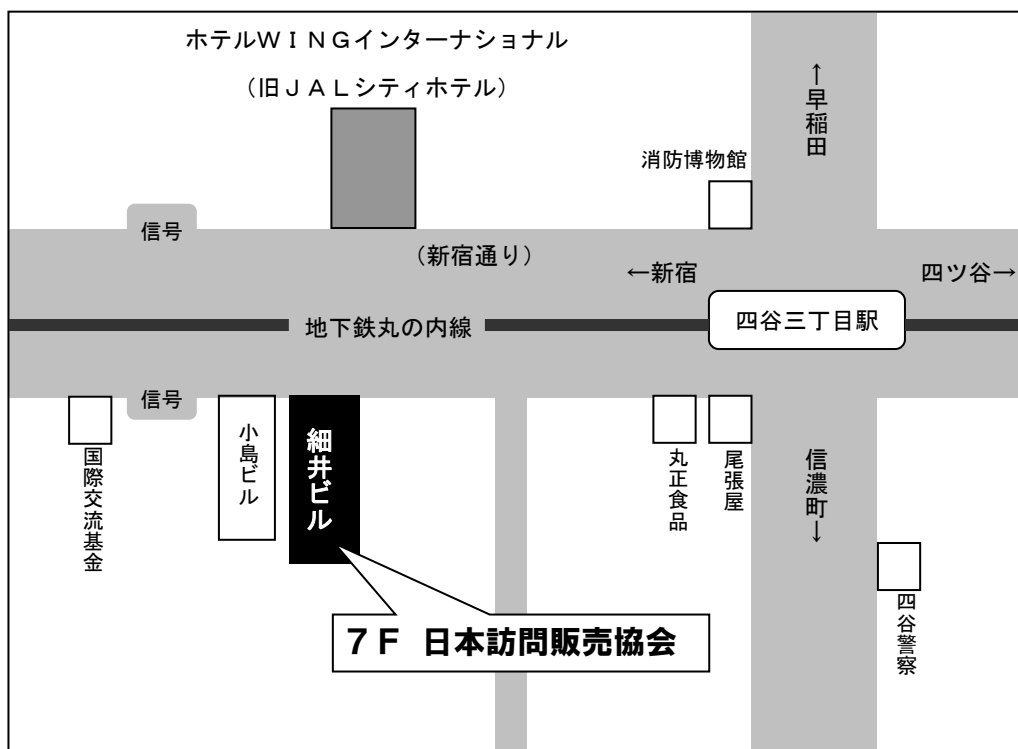 ホテルＷＩＮＧインターナショナル
（旧ＪＡＬシティホテル）
↑早稲田
消防博物館
信号
（新宿通り）
←新宿
四ツ谷→
地下鉄丸の内線
四谷三丁目駅
信号
国際交流基金
小島ビル
細井ビル
丸正食品
尾張屋
信濃町↓
四谷警察
７Ｆ 日本訪問販売協会